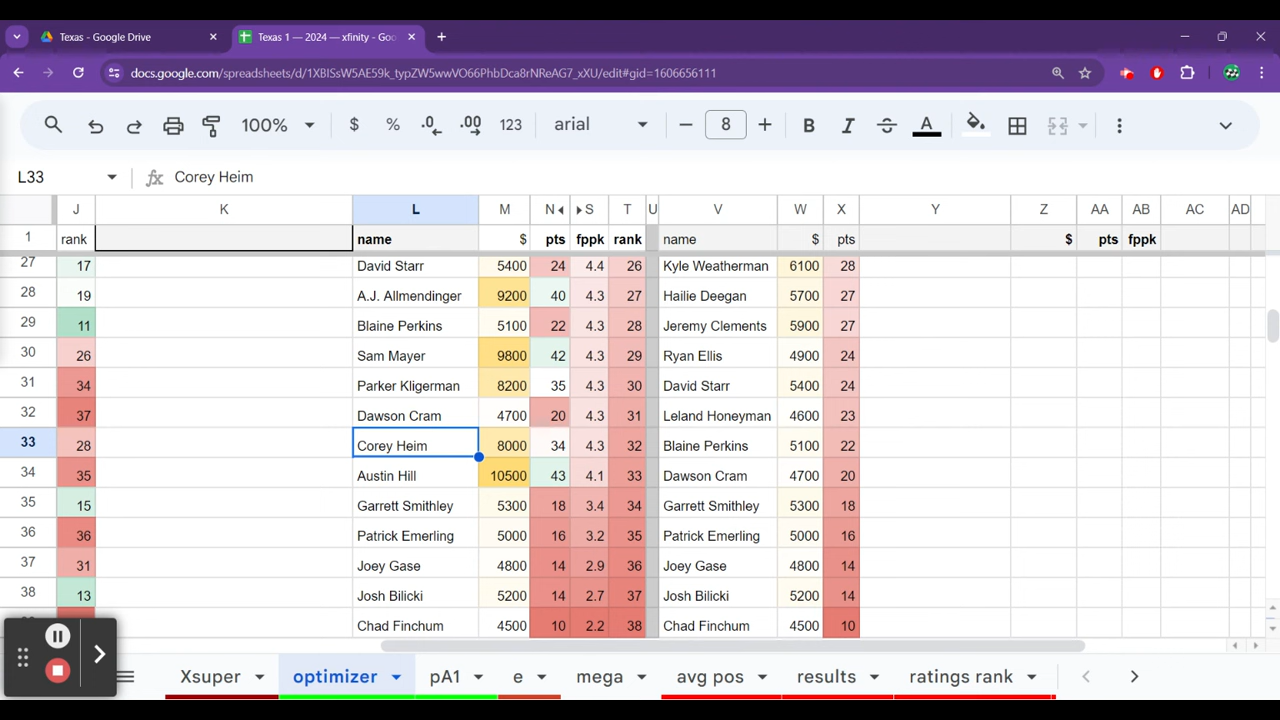 Texas - Google Drive
Texas 1 — 2024 — xfinity - Goo
docs.google.com/spreadsheets/d/1XBISsW5AE59k_typZW5wwVO66PhbDca8rNReAG7_xXU/edit#gid=1606656111
100% $ % .0 .00 123 arial 8 B I A
L33 fx Corey Heim
J K L M N S T U V W X Y Z AA AB AC AD
1 rank name $ pts fppk rank name $ pts $ pts fppk
27 17 David Starr 5400 24 4.4 26 Kyle Weatherman 6100 28
28 19 A.J. Allmendinger 9200 40 4.3 27 Hailie Deegan 5700 27
29 11 Blaine Perkins 5100 22 4.3 28 Jeremy Clements 5900 27
30 26 Sam Mayer 9800 42 4.3 29 Ryan Ellis 4900 24
31 34 Parker Kligerman 8200 35 4.3 30 David Starr 5400 24
32 37 Dawson Cram 4700 20 4.3 31 Leland Honeyman 4600 23
33 28 Corey Heim 8000 34 4.3 32 Blaine Perkins 5100 22
34 35 Austin Hill 10500 43 4.1 33 Dawson Cram 4700 20
35 15 Garrett Smithley 5300 18 3.4 34 Garrett Smithley 5300 18
36 36 Patrick Emerling 5000 16 3.2 35 Patrick Emerling 5000 16
37 31 Joey Gase 4800 14 2.9 36 Joey Gase 4800 14
38 13 Josh Bilicki 5200 14 2.7 37 Josh Bilicki 5200 14
Chad Finchum 4500 10 2.2 38 Chad Finchum 4500 10
Xsuper optimizer pA1 e mega avg pos results ratings rank